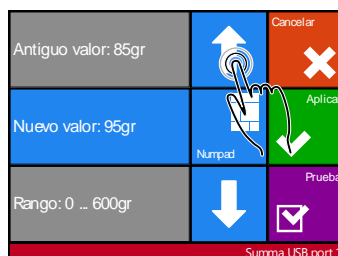 Antiguo valor: 85gr
Cancelar
Nuevo valor: 95gr
Numpad
Aplica
Rango: 0 ... 600gr
Prueba
Summa USB port 1